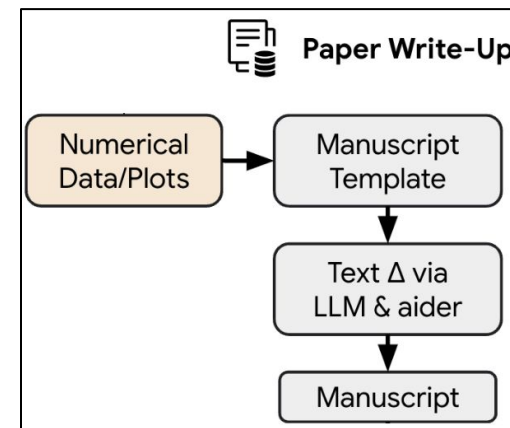 Paper Write-Up
Numerical
Data/Plots
Manuscript
Template
Text Δ via
LLM & aider
Manuscript